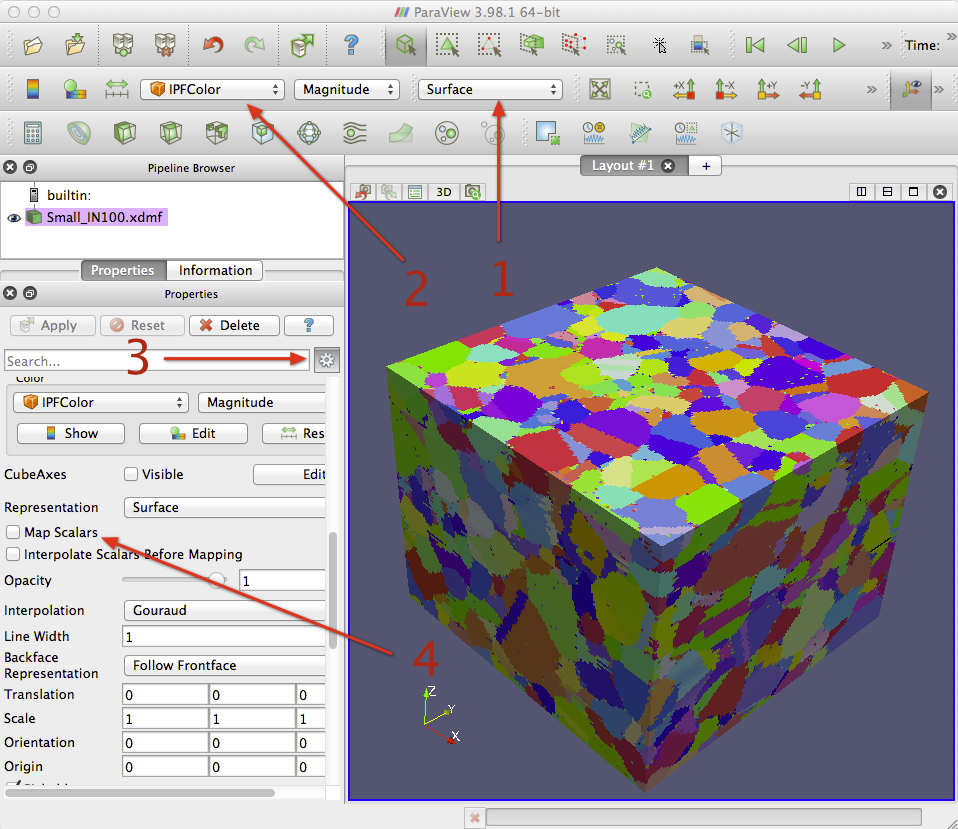 ParaView 3.98.1 64-bit
? » Time: »
IPFColor Magnitude Surface +X -X +Y -Y » »
Pipeline Browser Layout #1 +
builtin: 3D
Small_IN100.xdmf
Properties Information
2 1
Properties
Apply Reset Delete ?
Search... 3
Color
IPFColor Magnitude
Show Edit Res
CubeAxes Visible Edit
Representation Surface
Map Scalars
Interpolate Scalars Before Mapping
Opacity 1
Interpolation Gouraud
Line Width 1
Backface
Representation Follow Frontface
4
Translation 0 0 0
Scale 1 1 1
Orientation 0 0 0
Origin 0 0 0
Z
Y
X